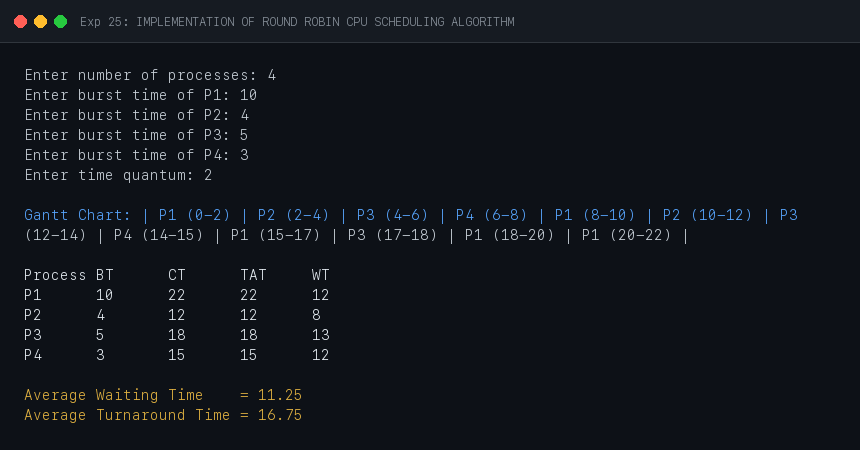 Exp 25: IMPLEMENTATION OF ROUND ROBIN CPU SCHEDULING ALGORITHM
Enter number of processes: 4
Enter burst time of P1: 10
Enter burst time of P2: 4
Enter burst time of P3: 5
Enter burst time of P4: 3
Enter time quantum: 2
Gantt Chart: | P1 (0-2) | P2 (2-4) | P3 (4-6) | P4 (6-8) | P1 (8-10) | P2 (10-12) | P3
(12-14) | P4 (14-15) | P1 (15-17) | P3 (17-18) | P1 (18-20) | P1 (20-22) |
Process BT      CT      TAT     WT
P1      10      22      22      12
P2      4       12      12      8
P3      5       18      18      13
P4      3       15      15      12
Average Waiting Time    = 11.25
Average Turnaround Time = 16.75